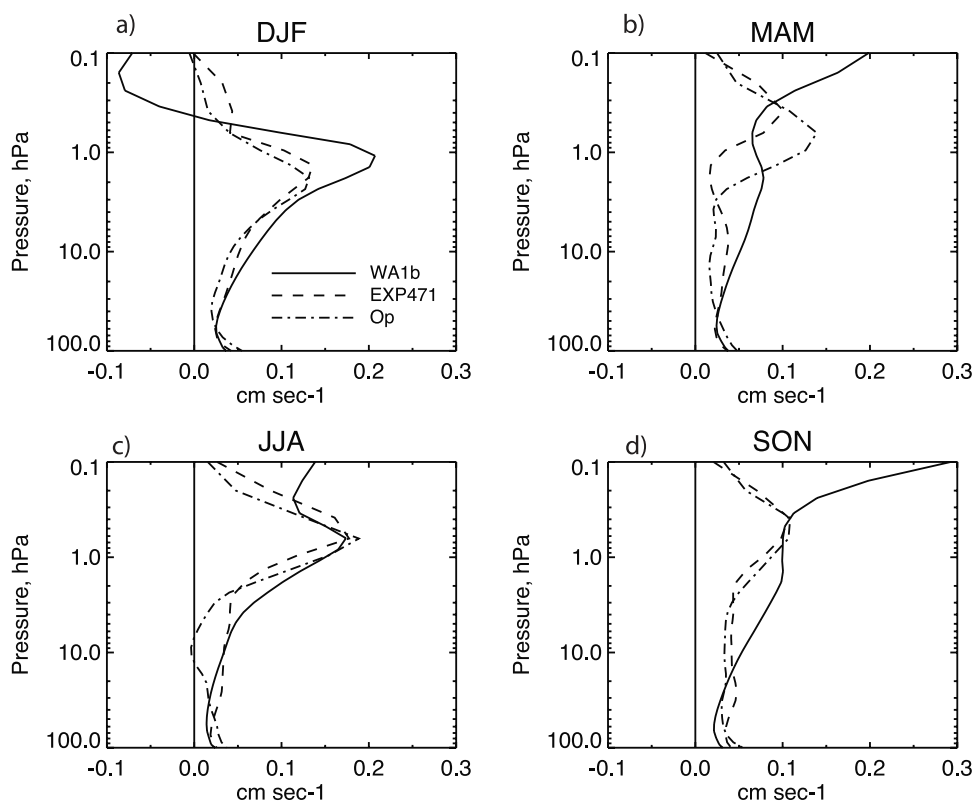 a) DJF
0.1
1.0
10.0
100.0
Pressure, hPa
WA1b
EXP471
Op
-0.1 0.0 0.1 0.2 0.3
cm sec-1
b) MAM
0.1
1.0
10.0
100.0
Pressure, hPa
-0.1 0.0 0.1 0.2 0.3
cm sec-1
c) JJA
0.1
1.0
10.0
100.0
Pressure, hPa
-0.1 0.0 0.1 0.2 0.3
cm sec-1
d) SON
0.1
1.0
10.0
100.0
Pressure, hPa
-0.1 0.0 0.1 0.2 0.3
cm sec-1